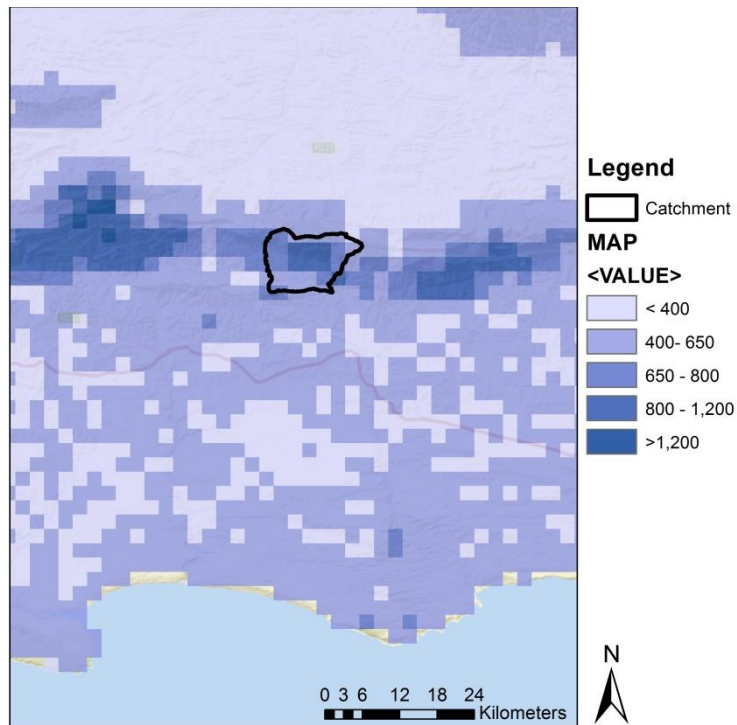 Legend
Catchment
MAP
<VALUE>
< 400
400- 650
650 - 800
800 - 1,200
>1,200
N
0 3 6 12 18 24
Kilometers